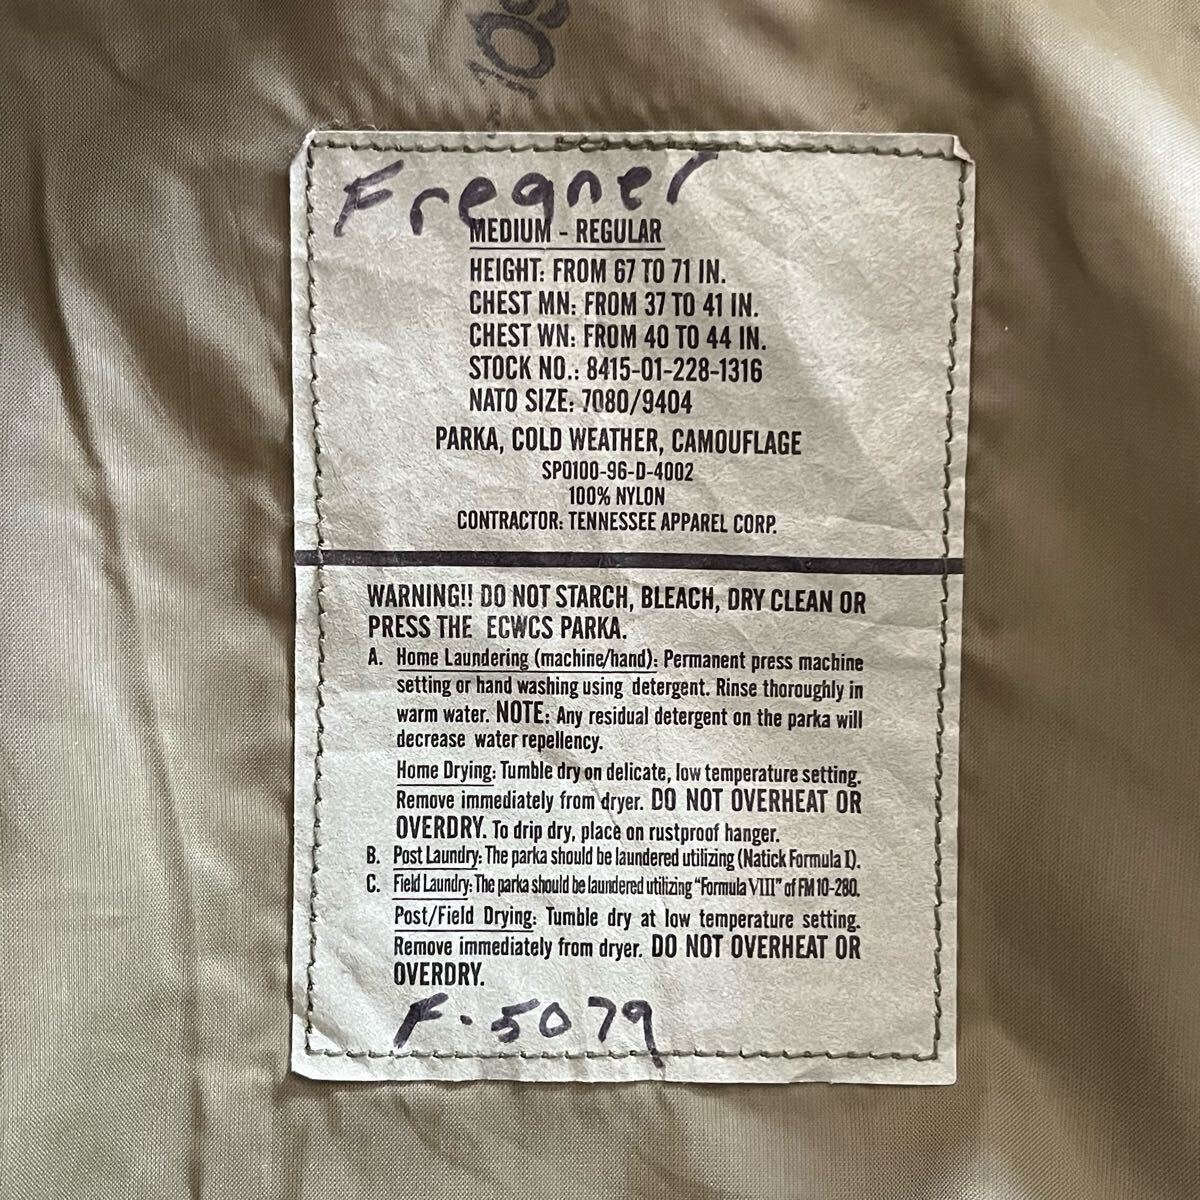 109
Fregner
MEDIUM - REGULAR
HEIGHT: FROM 67 TO 71 IN.
CHEST MN: FROM 37 TO 41 IN.
CHEST WN: FROM 40 TO 44 IN.
STOCK NO.: 8415-01-228-1316
NATO SIZE: 7080/9404
PARKA, COLD WEATHER, CAMOUFLAGE
SPO100-96-D-4002
100% NYLON
CONTRACTOR: TENNESSEE APPAREL CORP.
WARNING!! DO NOT STARCH, BLEACH, DRY CLEAN OR
PRESS THE ECWCS PARKA.
A. Home Laundering (machine/hand): Permanent press machine
setting or hand washing using detergent. Rinse thoroughly in
warm water. NOTE: Any residual detergent on the parka will
decrease water repellency.
Home Drying: Tumble dry on delicate, low temperature setting.
Remove immediately from dryer. DO NOT OVERHEAT OR
OVERDRY. To drip dry, place on rustproof hanger.
B. Post Laundry: The parka should be laundered utilizing (Natick Formula I).
C. Field Laundry: The parka should be laundered utilizing "Formula VIII" of FM 10-280.
Post/Field Drying: Tumble dry at low temperature setting.
Remove immediately from dryer. DO NOT OVERHEAT OR
OVERDRY.
F. 5079